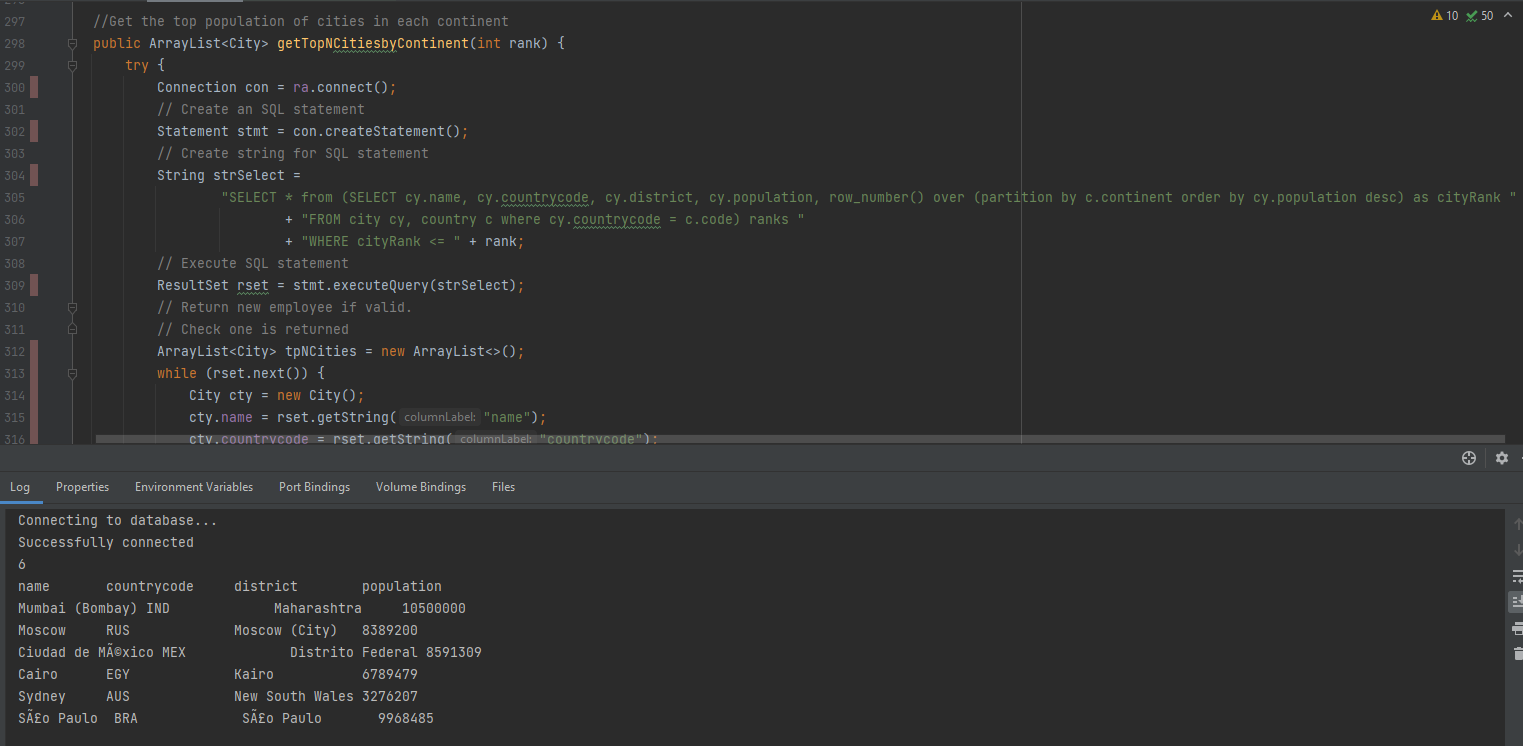 297 //Get the top population of cities in each continent
10 50
298 public ArrayList<City> getTopNCitiesbyContinent(int rank) {
299 try {
300 Connection con = ra.connect();
301 // Create an SQL statement
302 Statement stmt = con.createStatement();
303 // Create string for SQL statement
304 String strSelect =
305 "SELECT * from (SELECT cy.name, cy.countrycode, cy.district, cy.population, row_number() over (partition by c.continent order by cy.population desc) as cityRank "
306 + "FROM city cy, country c where cy.countrycode = c.code) ranks "
307 + "WHERE cityRank <= " + rank;
308 // Execute SQL statement
309 ResultSet rset = stmt.executeQuery(strSelect);
310 // Return new employee if valid.
311 // Check one is returned
312 ArrayList<City> tpNCities = new ArrayList<>();
313 while (rset.next()) {
314 City cty = new City();
315 cty.name = rset.getString( columnLabel: "name");
316 cty.countrycode = rset.getString( columnLabel: "countrycode");
Log Properties Environment Variables Port Bindings Volume Bindings Files
Connecting to database...
Successfully connected
6
name countrycode district population
Mumbai (Bombay) IND Maharashtra 10500000
Moscow RUS Moscow (City) 8389200
Ciudad de MÃ©xico MEX Distrito Federal 8591309
Cairo EGY Kairo 6789479
Sydney AUS New South Wales 3276207
SÃ£o Paulo BRA SÃ£o Paulo 9968485